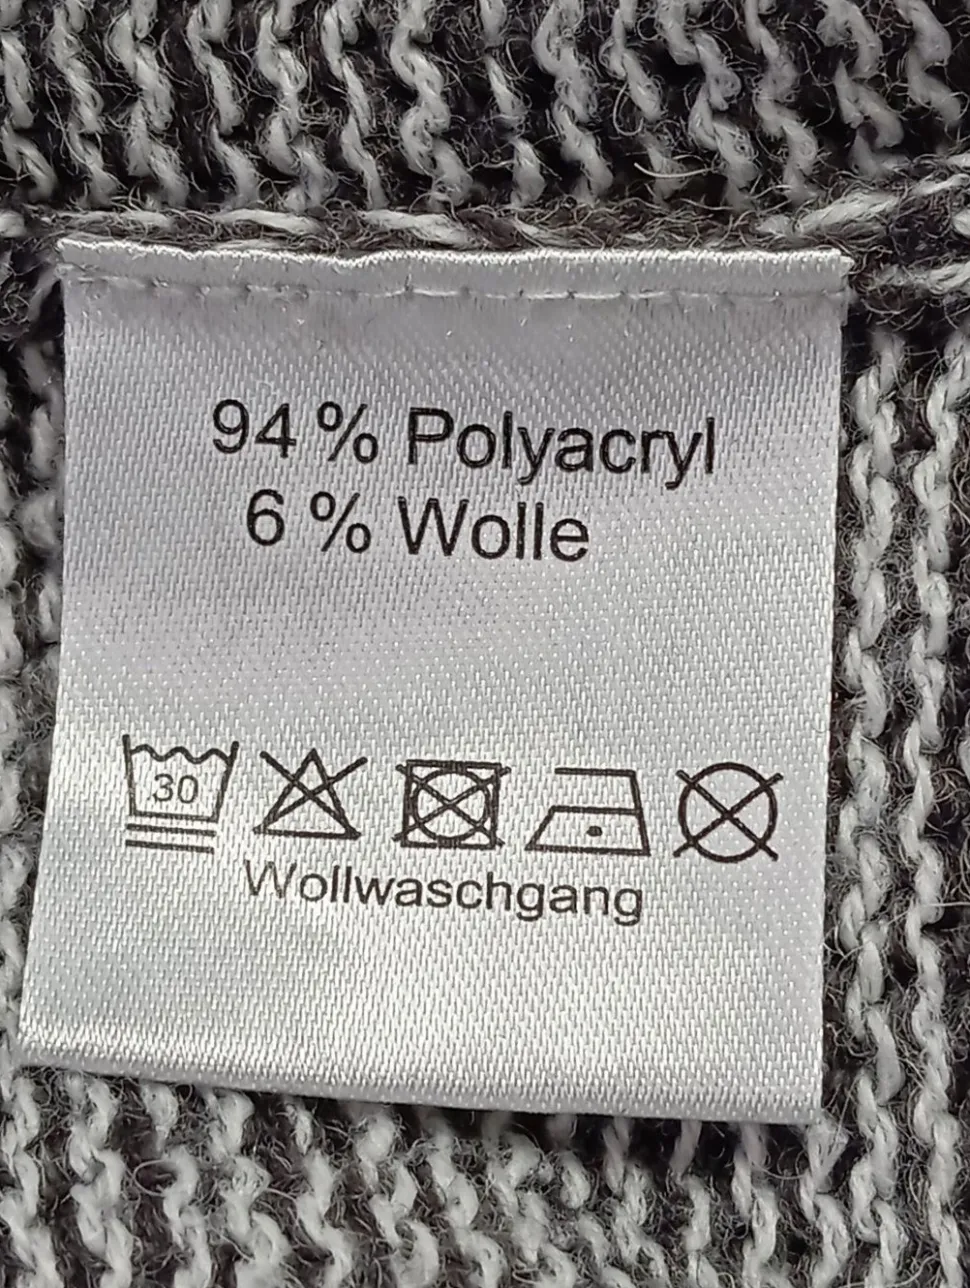 94 % Polyacryl
6 % Wolle
30
Wollwaschgang